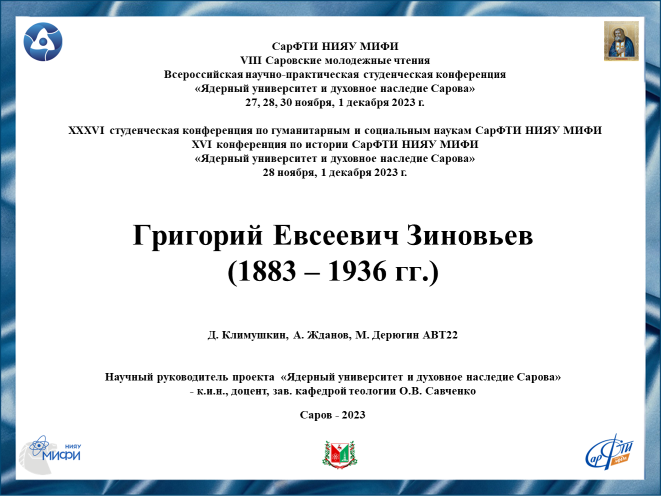 СарФТИ НИЯУ МИФИ
VIII Саровские молодежные чтения
Всероссийская научно-практическая студенческая конференция
«Ядерный университет и духовное наследие Сарова»
27, 28, 30 ноября, 1 декабря 2023 г.
XXXVI студенческая конференция по гуманитарным и социальным наукам СарФТИ НИЯУ МИФИ
XVI конференция по истории СарФТИ НИЯУ МИФИ
«Ядерный университет и духовное наследие Сарова»
28 ноября, 1 декабря 2023 г.
Григорий Евсеевич Зиновьев
(1883 – 1936 гг.)
Д. Климушкин, А. Жданов, М. Дерюгин АВТ22
Научный руководитель проекта «Ядерный университет и духовное наследие Сарова»
- к.и.н., доцент, зав. кафедрой теологии О.В. Савченко
Саров - 2023
НИЯУ
МИФИ
сарФТИ